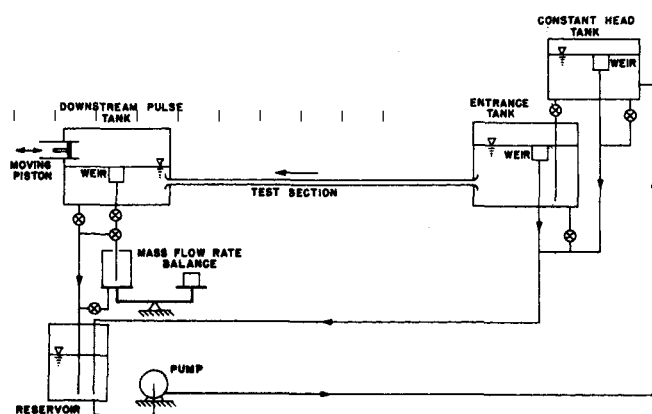 CONSTANT HEAD
TANK
WEIR
ENTRANCE
TANK
WEIR
DOWNSTREAM PULSE
TANK
MOVING
PISTON
WEIR
TEST SECTION
MASS FLOW RATE
BALANCE
PUMP
RESERVOIR